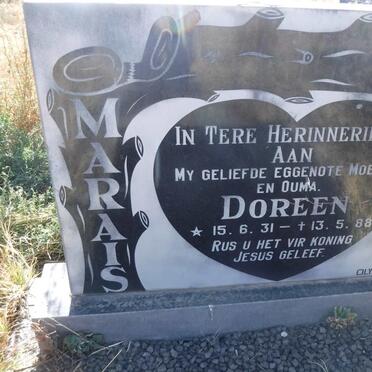 MARAIS
IN TERE HERINNERI
AAN
MY GELIEFDE EGGENOTE MOE
EN OUMA.
DOREEN
★ 15. 6. 31 – † 13. 5. 88
RUS U HET VIR KONING
JESUS GELEEF.